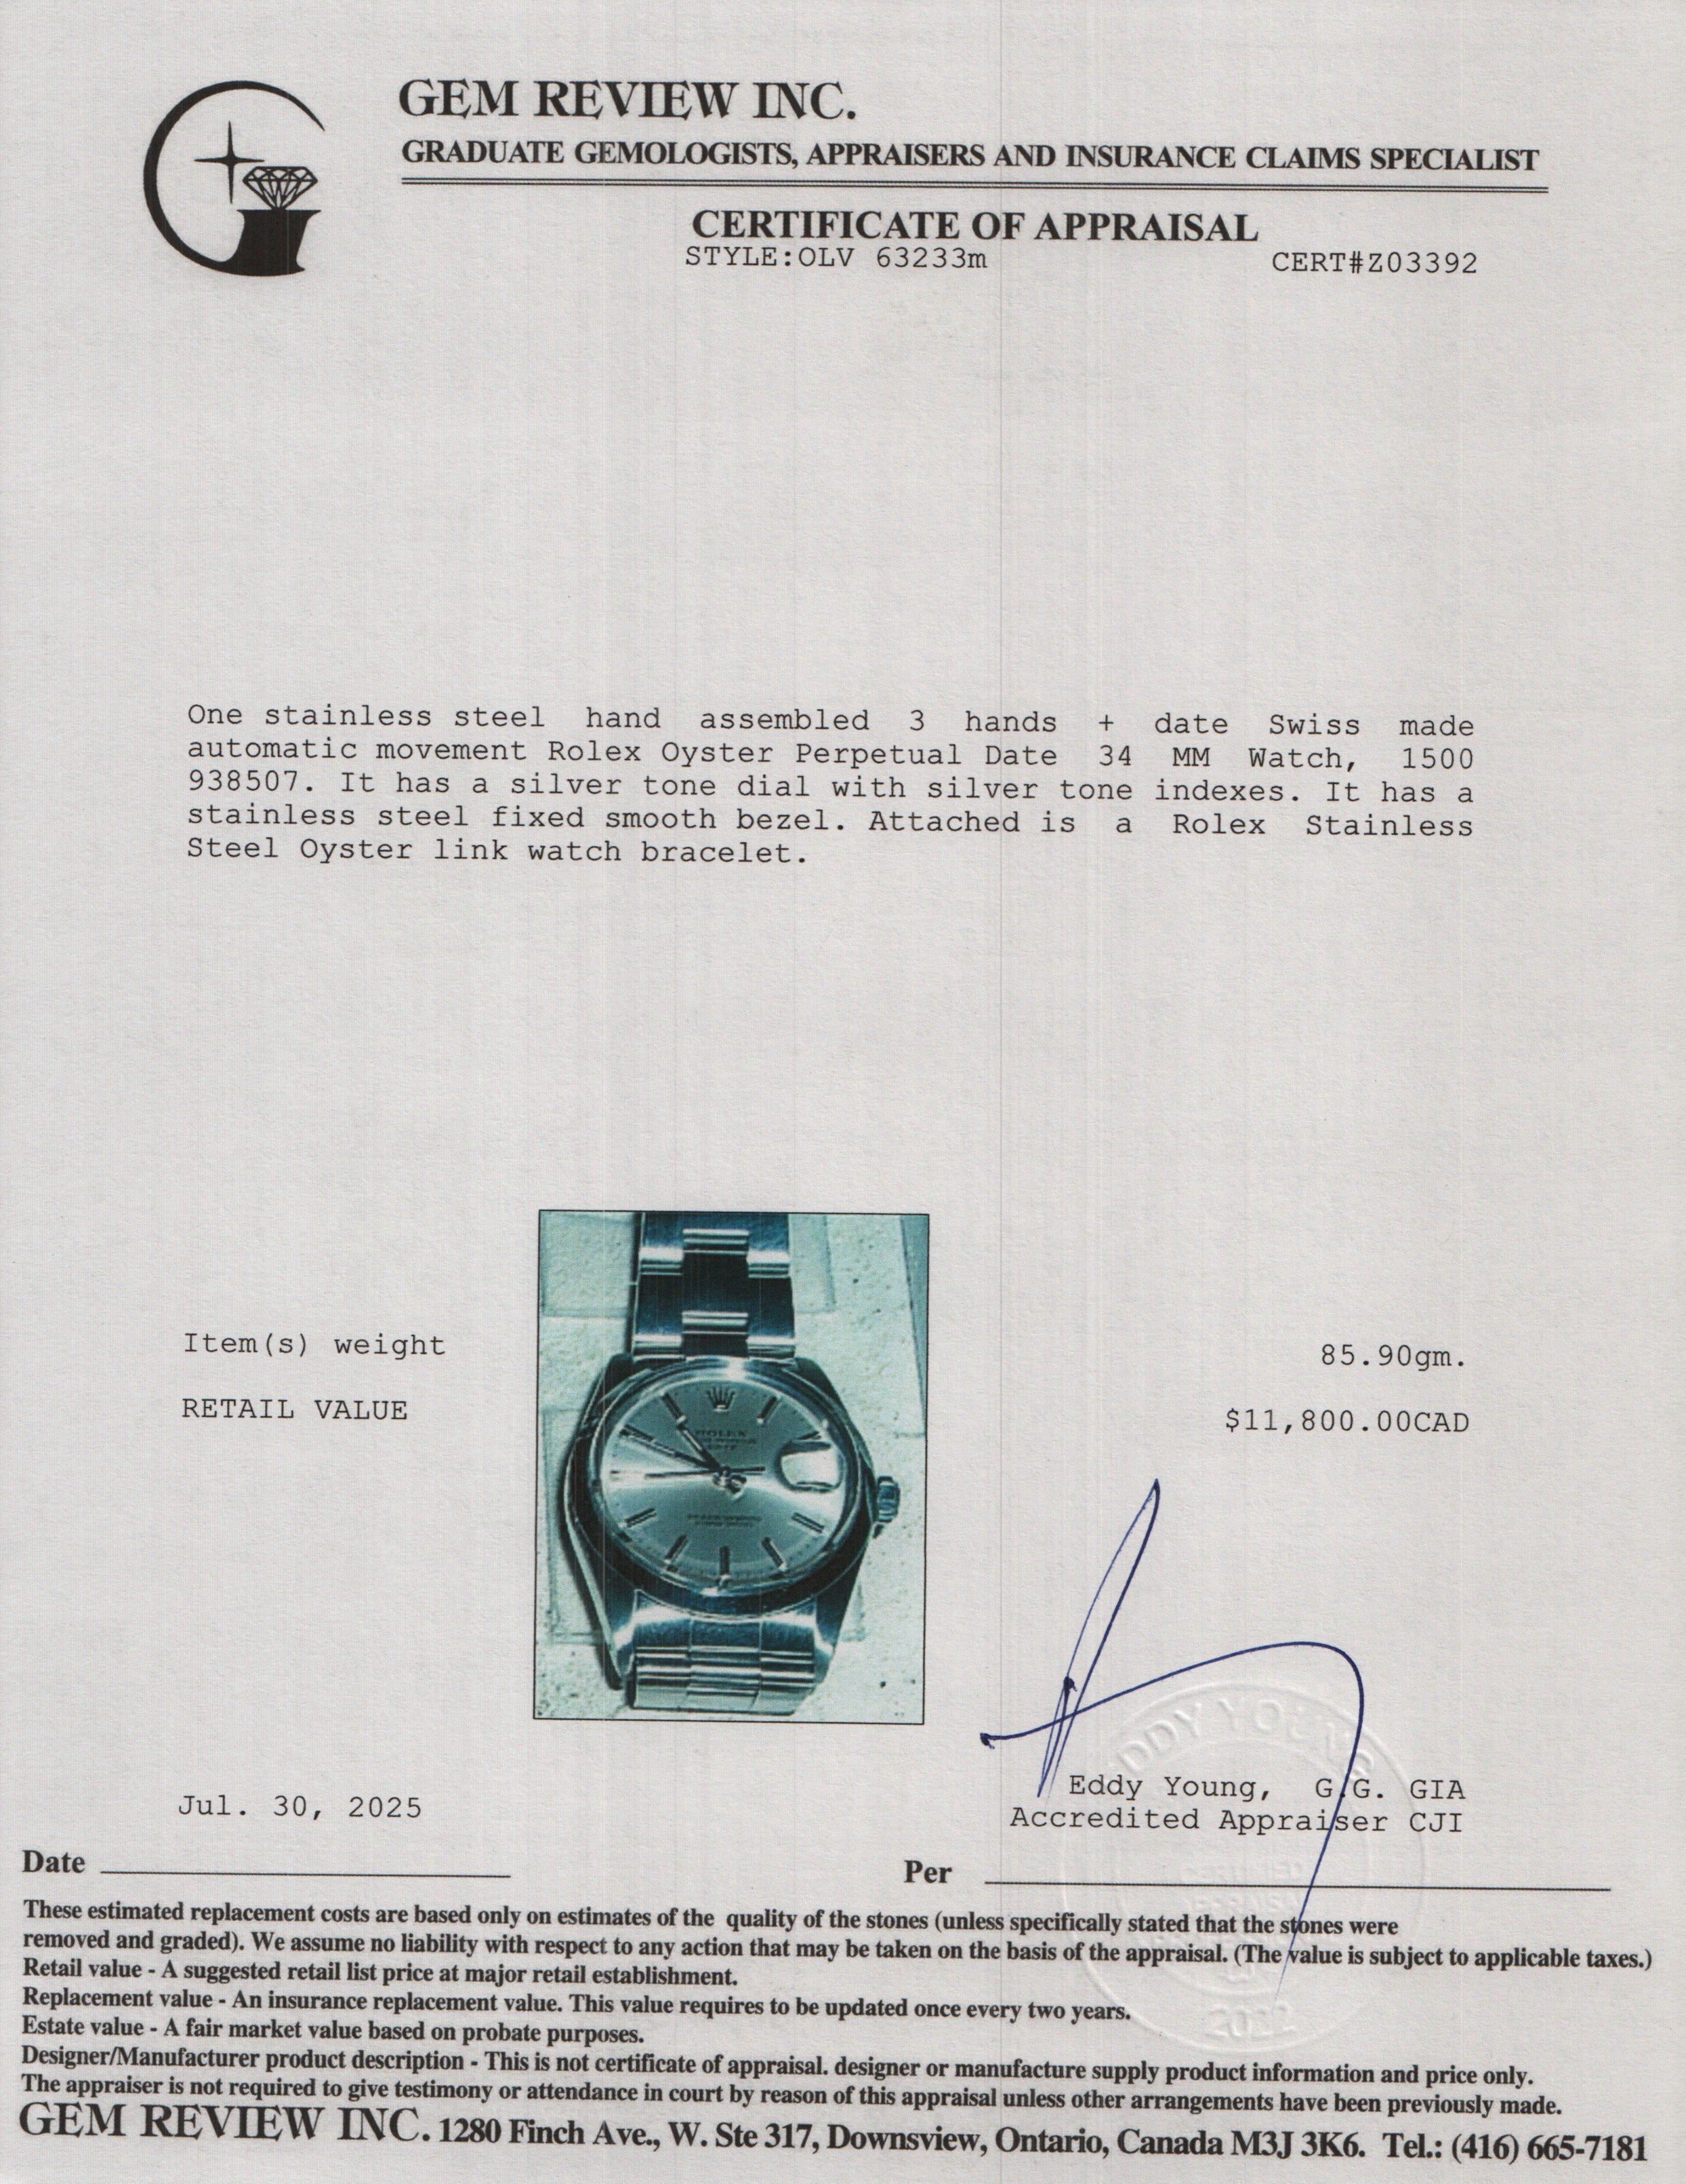 GEM REVIEW INC.
GRADUATE GEMOLOGISTS, APPRAISERS AND INSURANCE CLAIMS SPECIALIST
CERTIFICATE OF APPRAISAL
STYLE:OLV 63233m
CERT#Z03392
One stainless steel hand assembled 3 hands + date Swiss made
automatic movement Rolex Oyster Perpetual Date 34 MM Watch, 1500
938507. It has a silver tone dial with silver tone indexes. It has a
stainless steel fixed smooth bezel. Attached is a Rolex Stainless
Steel Oyster link watch bracelet.
ROLEX
Item(s) weight 85.90gm.
RETAIL VALUE $11,800.00CAD
EDDY YOUNG
Eddy Young, G.G. GIA
Jul. 30, 2025 Accredited Appraiser CJI
Date Per
These estimated replacement costs are based only on estimates of the quality of the stones (unless specifically stated that the stones were
removed and graded). We assume no liability with respect to any action that may be taken on the basis of the appraisal. (The value is subject to applicable taxes.)
Retail value - A suggested retail list price at major retail establishment.
Replacement value - An insurance replacement value. This value requires to be updated once every two years.
Estate value - A fair market value based on probate purposes.
Designer/Manufacturer product description - This is not certificate of appraisal. designer or manufacture supply product information and price only.
The appraiser is not required to give testimony or attendance in court by reason of this appraisal unless other arrangements have been previously made.
GEM REVIEW INC. 1280 Finch Ave., W. Ste 317, Downsview, Ontario, Canada M3J 3K6. Tel.: (416) 665-7181